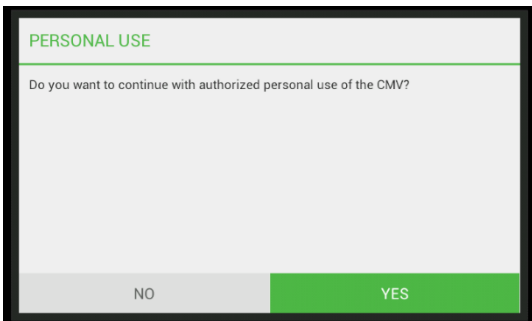 PERSONAL USE
Do you want to continue with authorized personal use of the CMV?
NO
YES